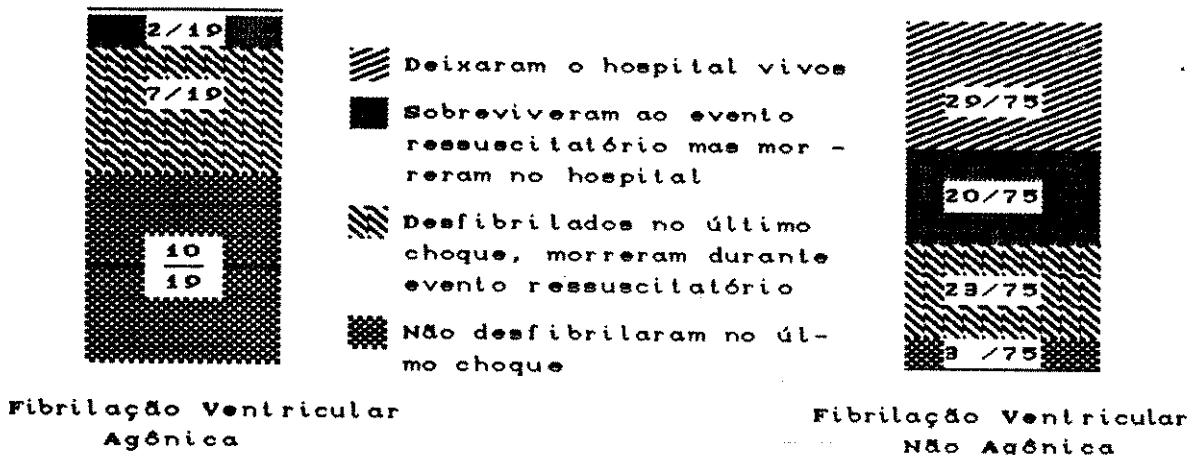 2/19
7/19
10
19
Deixaram o hospital vivos
Sobreviveram ao evento
ressuscitatório mas mor -
reram no hospital
Desfibrilados no último
choque, morreram durante
evento ressuscitatório
Não desfibrilaram no úl-
mo choque
29/75
20/75
23/75
3 /75
Fibrilação Ventricular
Agônica
Fibrilação Ventricular
Não Agônica